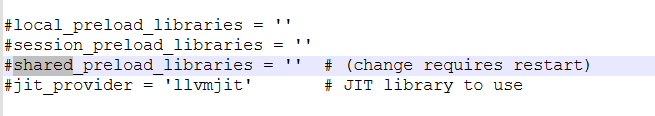 #local_preload_libraries = ''
#session_preload_libraries = ''
#shared_preload_libraries = ''  # (change requires restart)
#jit_provider = 'llvmjit'       # JIT library to use